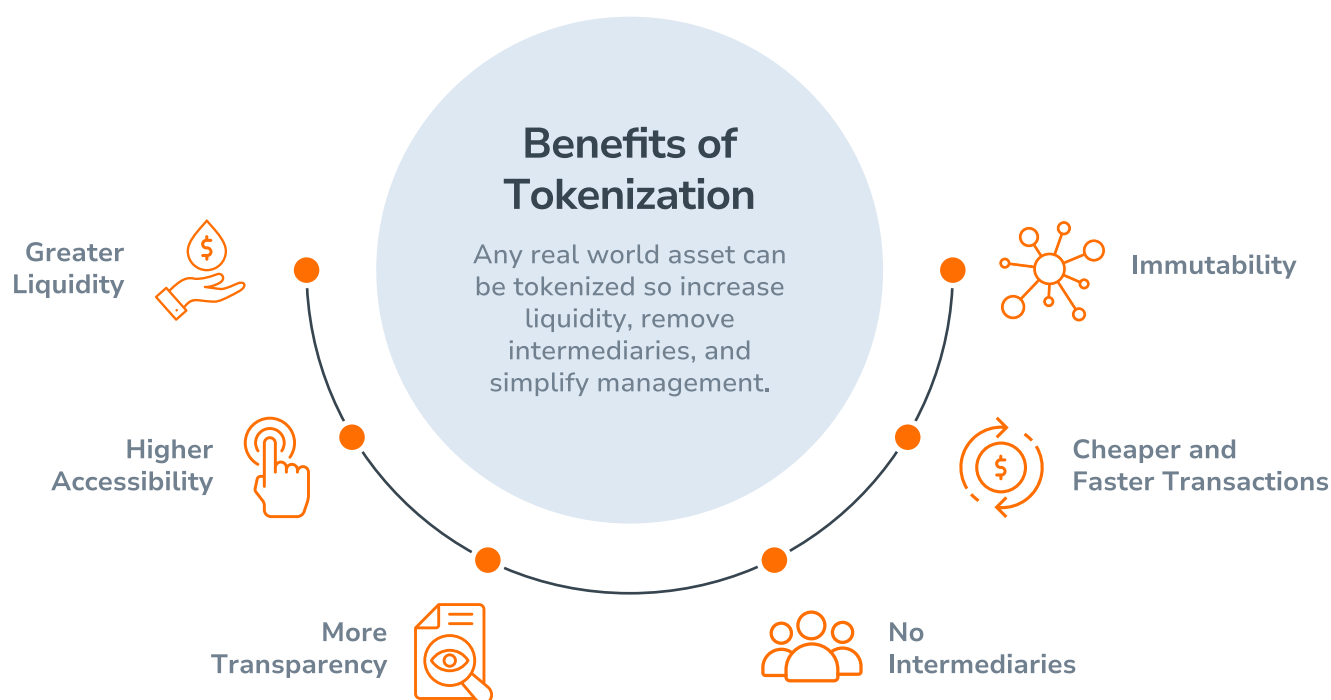 Benefits of
Tokenization
Any real world asset can
be tokenized so increase
liquidity, remove
intermediaries, and
simplify management.
Greater
Liquidity
$
Higher
Accessibility
More
Transparency
No
Intermediaries
$
Cheaper and
Faster Transactions
Immutability